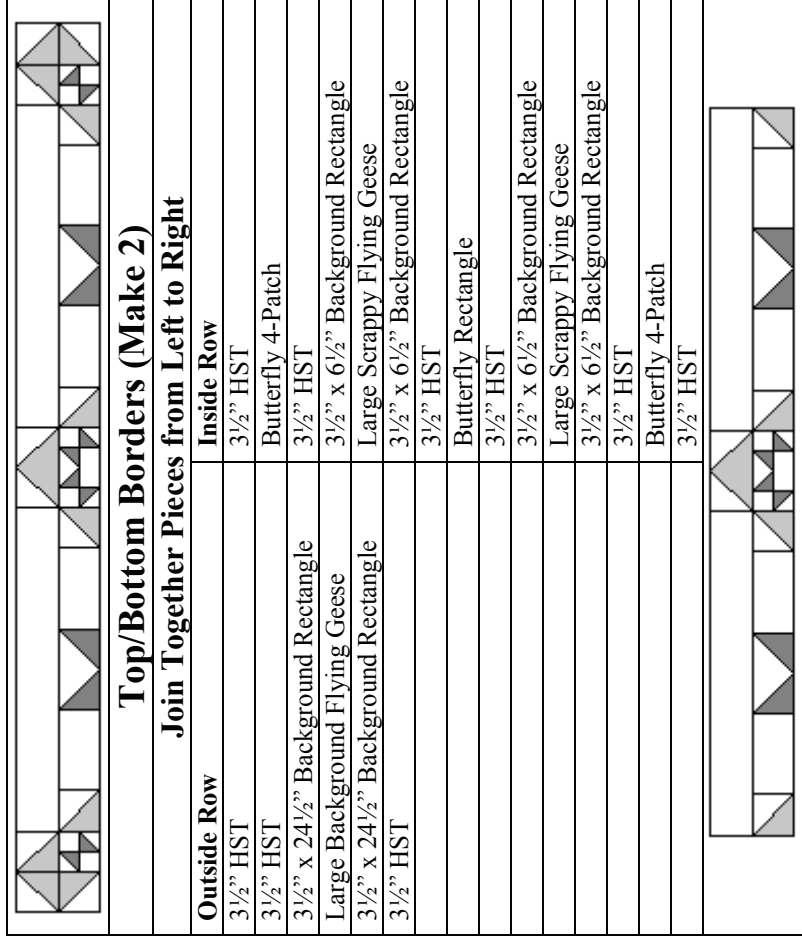 Top/Bottom Borders (Make 2)
Join Together Pieces from Left to Right
Outside Row Inside Row
3½” HST 3½” HST
3½” HST Butterfly 4-Patch
3½” x 24½” Background Rectangle 3½” HST
Large Background Flying Geese 3½” x 6½” Background Rectangle
3½” x 24½” Background Rectangle Large Scrappy Flying Geese
3½” HST 3½” x 6½” Background Rectangle
3½” HST
Butterfly Rectangle
3½” HST
3½” x 6½” Background Rectangle
Large Scrappy Flying Geese
3½” x 6½” Background Rectangle
3½” HST
Butterfly 4-Patch
3½” HST